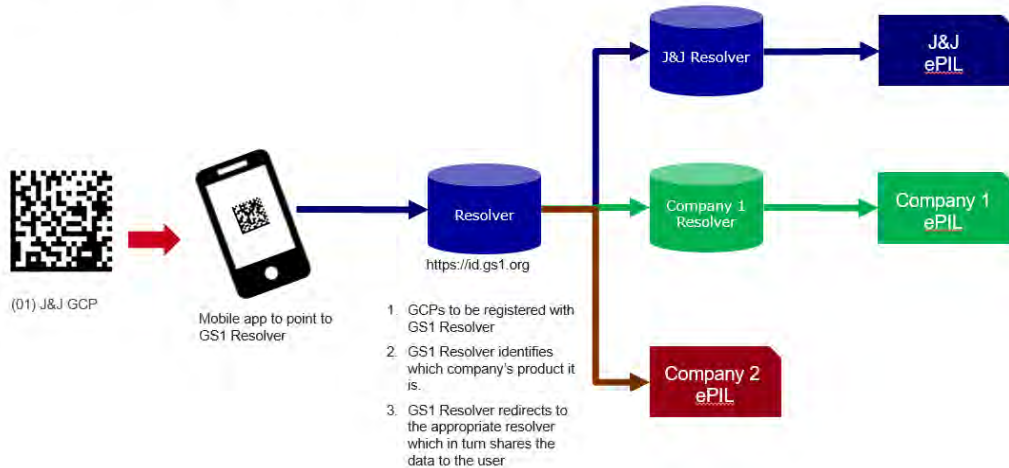 (01) J&J GCP
Mobile app to point to
GS1 Resolver
Resolver
https://id.gs1.org
1. GCPs to be registered with
GS1 Resolver
2. GS1 Resolver identifies
which company's product it
is.
3. GS1 Resolver redirects to
the appropriate resolver
which in turn shares the
data to the user
J&J Resolver
J&J
ePIL
Company 1
Resolver
Company 1
ePIL
Company 2
ePIL